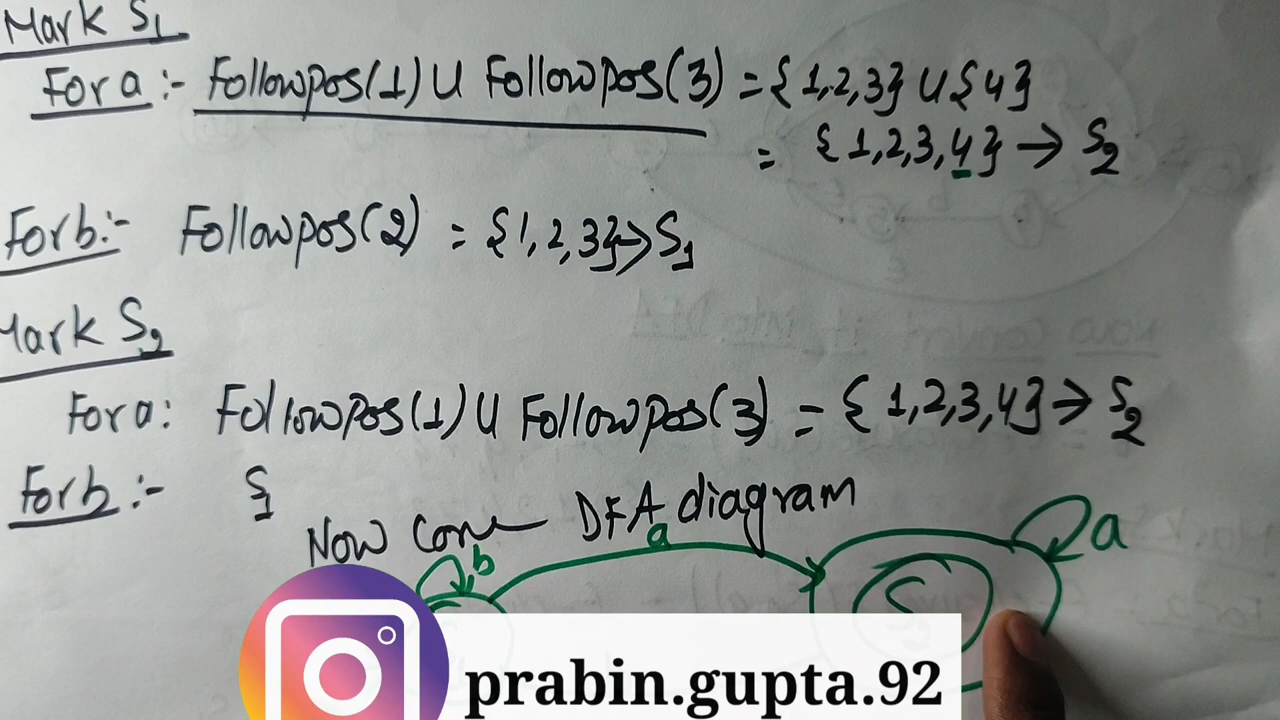 Mark S1
For a :- Followpos(1) U Followpos(3) = {1,2,3} U {4}
= {1,2,3,4} → S2
For b:- Followpos(2) = {1,2,3} → S1
Mark S2
For a: Followpos(1) U Followpos(3) = {1,2,3,4} → S2
For b :- S1
Now DFA diagram
a
b
a
S
prabin.gupta.92